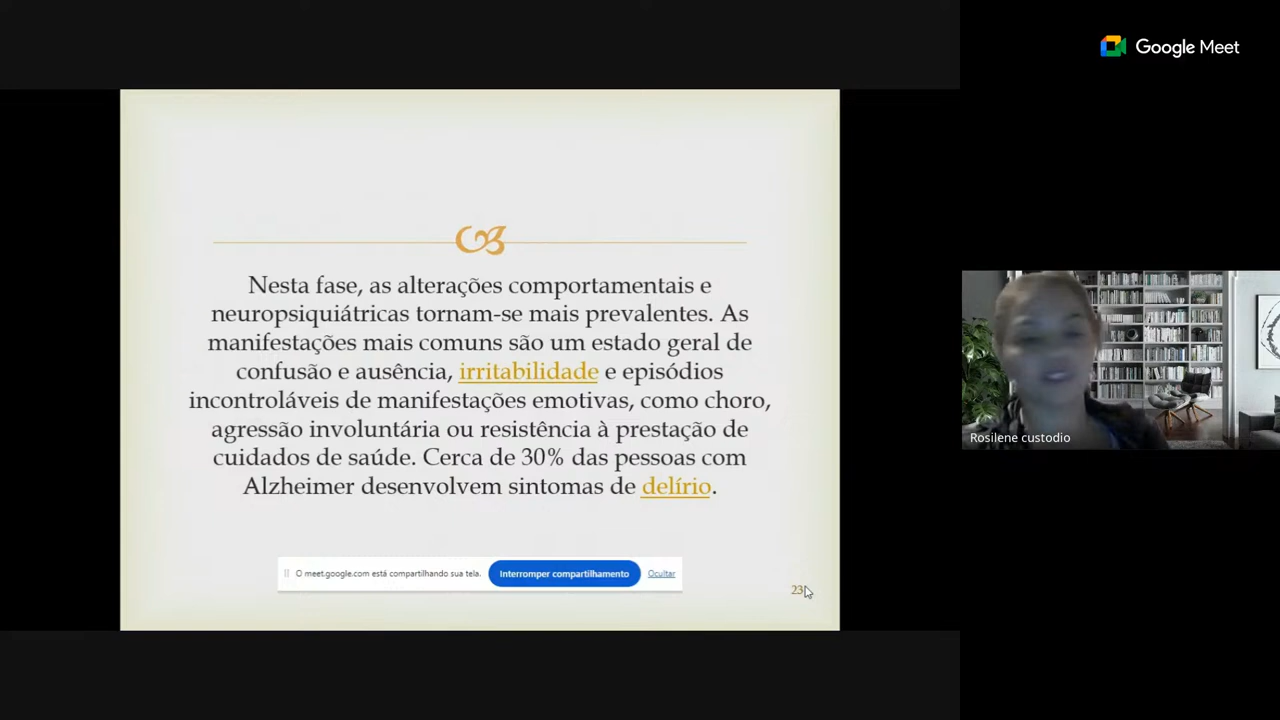 Google Meet
Nesta fase, as alterações comportamentais e
neuropsiquiátricas tornam-se mais prevalentes. As
manifestações mais comuns são um estado geral de
confusão e ausência, irritabilidade e episódios
incontroláveis de manifestações emotivas, como choro,
agressão involuntária ou resistência à prestação de
cuidados de saúde. Cerca de 30% das pessoas com
Alzheimer desenvolvem sintomas de delírio.
Rosilene custodio
O meet.google.com está compartilhando sua tela. Interromper compartilhamento Ocultar
23